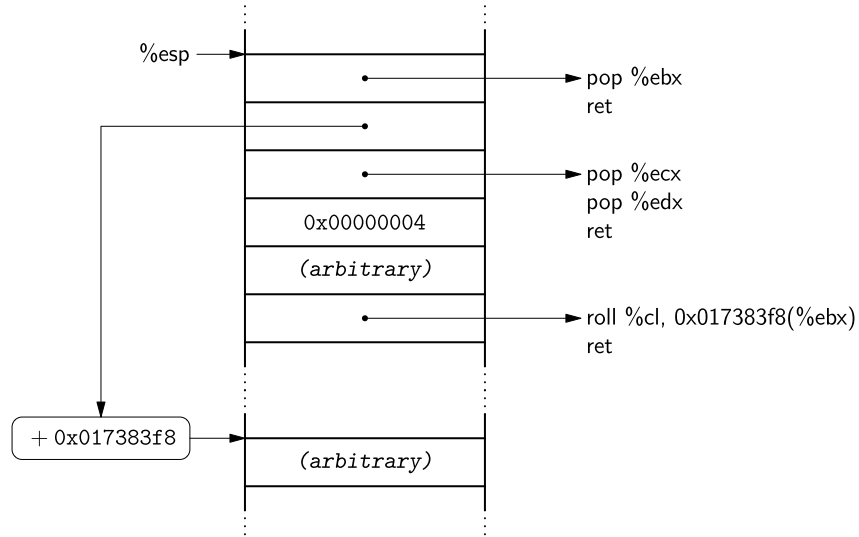 %esp
pop %ebx
ret
pop %ecx
pop %edx
ret
0x00000004
(arbitrary)
roll %cl, 0x017383f8(%ebx)
ret
+ 0x017383f8
(arbitrary)